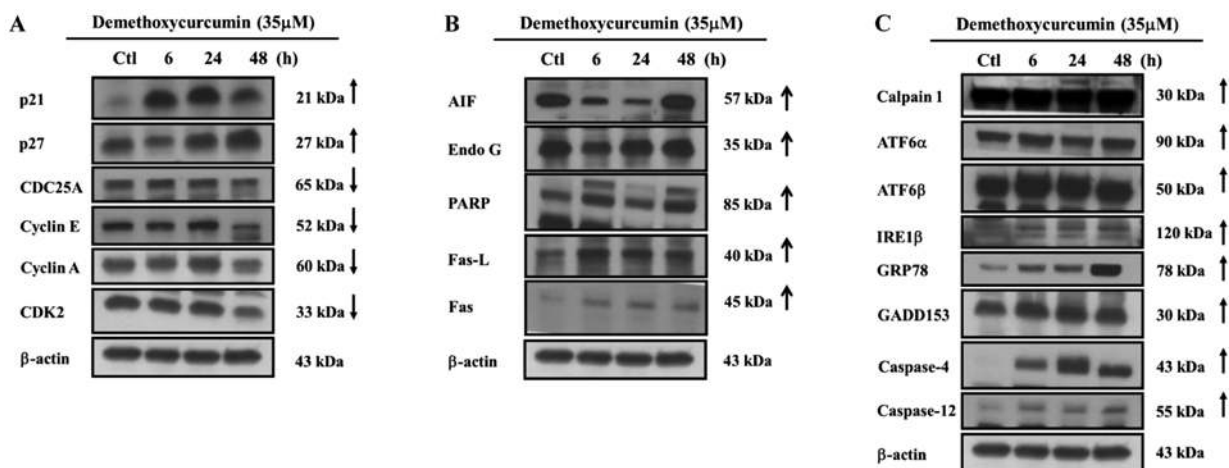 A
Demethoxycurcumin (35μM)
Ctl 6 24 48 (h)
p21 21 kDa ↑
p27 27 kDa ↑
CDC25A 65 kDa ↓
Cyclin E 52 kDa ↓
Cyclin A 60 kDa ↓
CDK2 33 kDa ↓
β-actin 43 kDa
B
Demethoxycurcumin (35μM)
Ctl 6 24 48 (h)
AIF 57 kDa ↑
Endo G 35 kDa ↑
PARP 85 kDa ↑
Fas-L 40 kDa ↑
Fas 45 kDa ↑
β-actin 43 kDa
C
Demethoxycurcumin (35μM)
Ctl 6 24 48 (h)
Calpain 1 30 kDa ↑
ATF6α 90 kDa ↑
ATF6β 50 kDa ↑
IRE1β 120 kDa ↑
GRP78 78 kDa ↑
GADD153 30 kDa ↑
Caspase-4 43 kDa ↑
Caspase-12 55 kDa ↑
β-actin 43 kDa